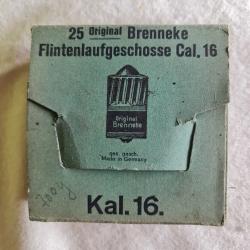 25 Original Brenneke
Flintenlaufgeschosse Cal. 16
Original
Brenneke
ges. gesch.
Made in Germany
Kal. 16.